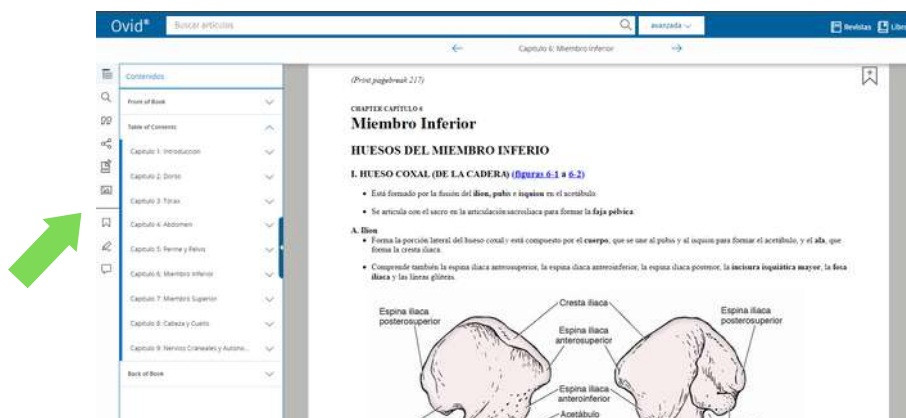 Ovid®
Buscar artículos
avanzada
Revistas
Libro
Capítulo 6: Miembro Inferior
Contenidos
Front of Book
Table of Contents
Capítulo 1: Introducción
Capítulo 2: Dorso
Capítulo 3: Tórax
Capítulo 4: Abdomen
Capítulo 5: Perine y Pelvis
Capítulo 6: Miembro Inferior
Capítulo 7: Miembro Superior
Capítulo 8: Cabeza y Cuello
Capítulo 9: Nervios Craneales y Autóno...
Back of Book
(Print pagebreak 217)
CHAPTER CAPÍTULO 6
Miembro Inferior
HUESOS DEL MIEMBRO INFERIO
I. HUESO COXAL (DE LA CADERA) (figuras 6-1 a 6-2)
• Está formado por la fusión del ilion, pubis e isquion en el acetábulo.
• Se articula con el sacro en la articulación sacroilíaca para formar la faja pélvica.
A. Ilion
• Forma la porción lateral del hueso coxal y está compuesto por el cuerpo, que se une al pubis y al isquion para formar el acetábulo, y el ala, que
forma la cresta ilíaca.
• Comprende también la espina ilíaca anterosuperior, la espina ilíaca anteroinferior, la espina ilíaca posterior, la incisura isquiática mayor, la fosa
ilíaca y las líneas glúteas.
Espina ilíaca
posterosuperior
Cresta ilíaca
Espina ilíaca
anterosuperior
Espina ilíaca
posterosuperior
Espina ilíaca
anteroinferior
Acetábulo